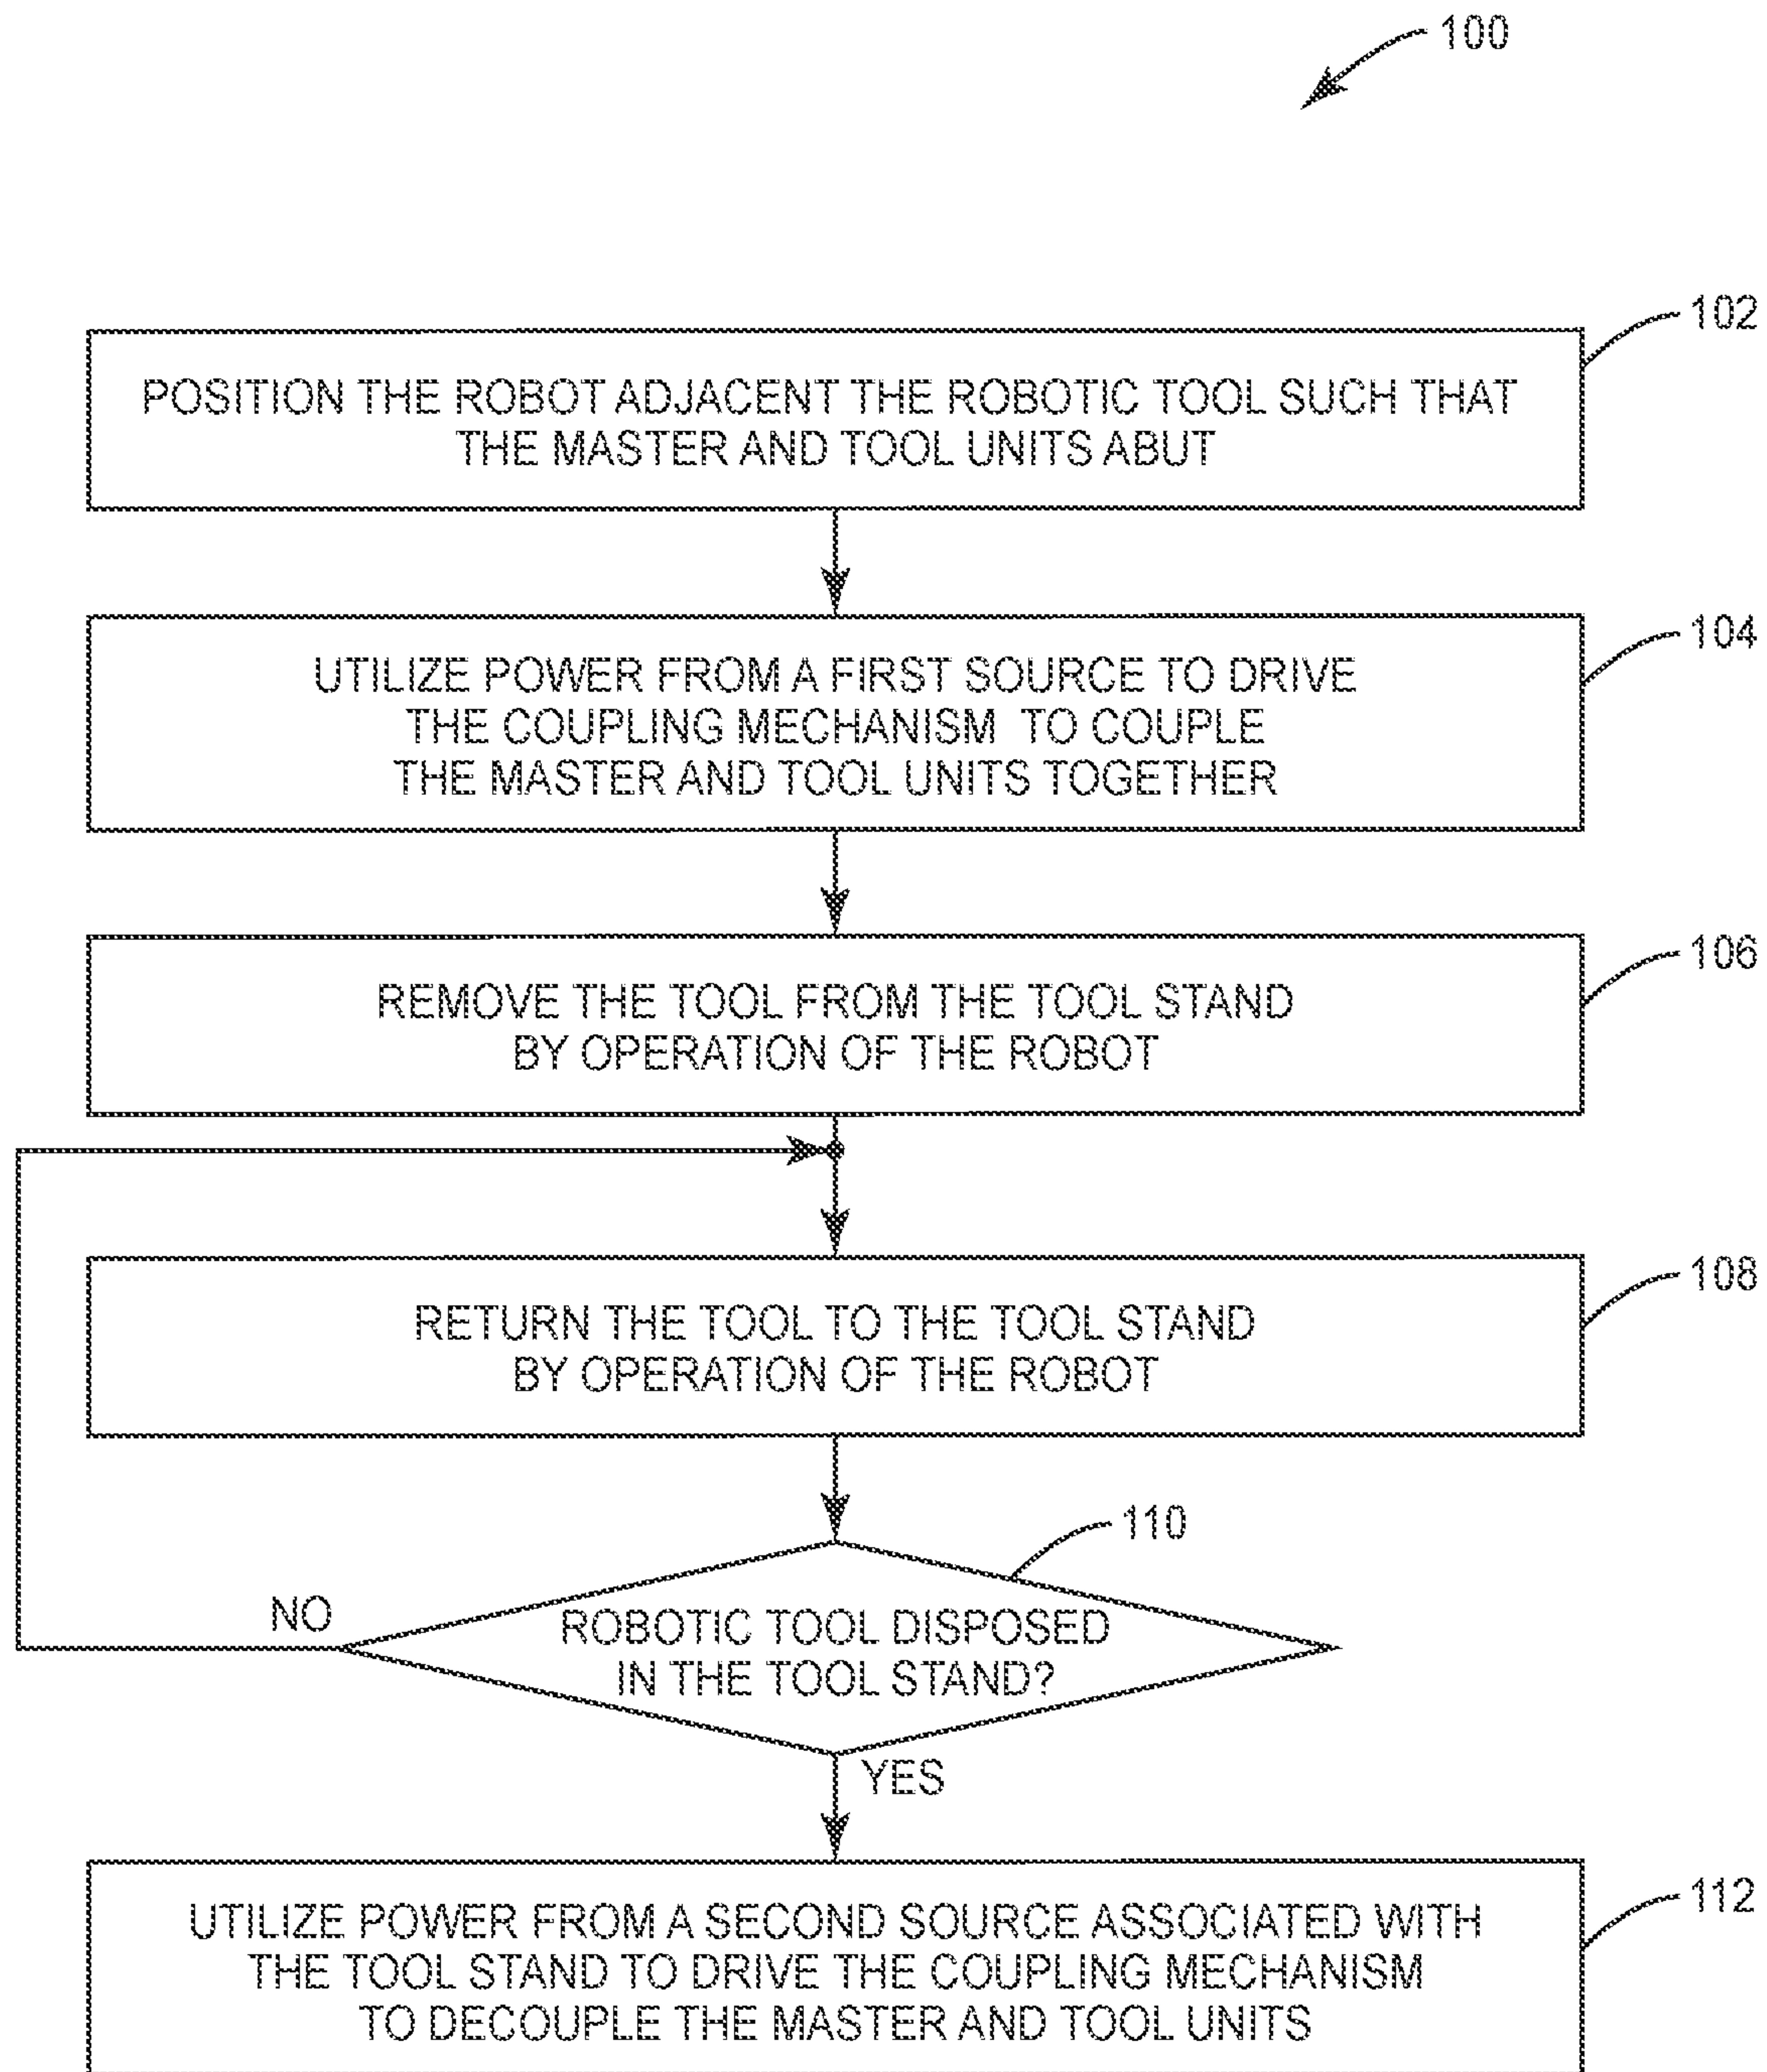 100
102
POSITION THE ROBOT ADJACENT THE ROBOTIC TOOL SUCH THAT
THE MASTER AND TOOL UNITS ABUT
104
UTILIZE POWER FROM A FIRST SOURCE TO DRIVE
THE COUPLING MECHANISM TO COUPLE
THE MASTER AND TOOL UNITS TOGETHER
106
REMOVE THE TOOL FROM THE TOOL STAND
BY OPERATION OF THE ROBOT
108
RETURN THE TOOL TO THE TOOL STAND
BY OPERATION OF THE ROBOT
110
NO
ROBOTIC TOOL DISPOSED
IN THE TOOL STAND?
YES
112
UTILIZE POWER FROM A SECOND SOURCE ASSOCIATED WITH
THE TOOL STAND TO DRIVE THE COUPLING MECHANISM
TO DECOUPLE THE MASTER AND TOOL UNITS